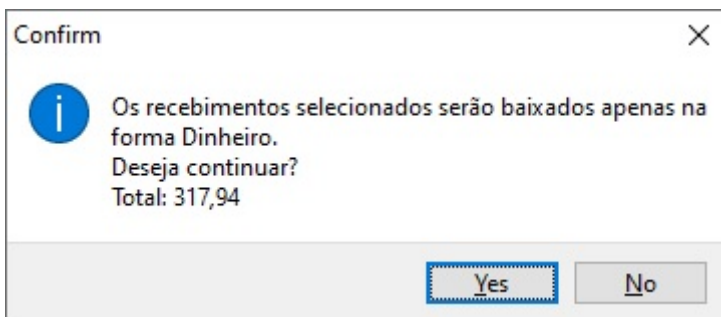 Confirm
Os recebimentos selecionados serão baixados apenas na
forma Dinheiro.
Deseja continuar?
Total: 317,94
Yes
No